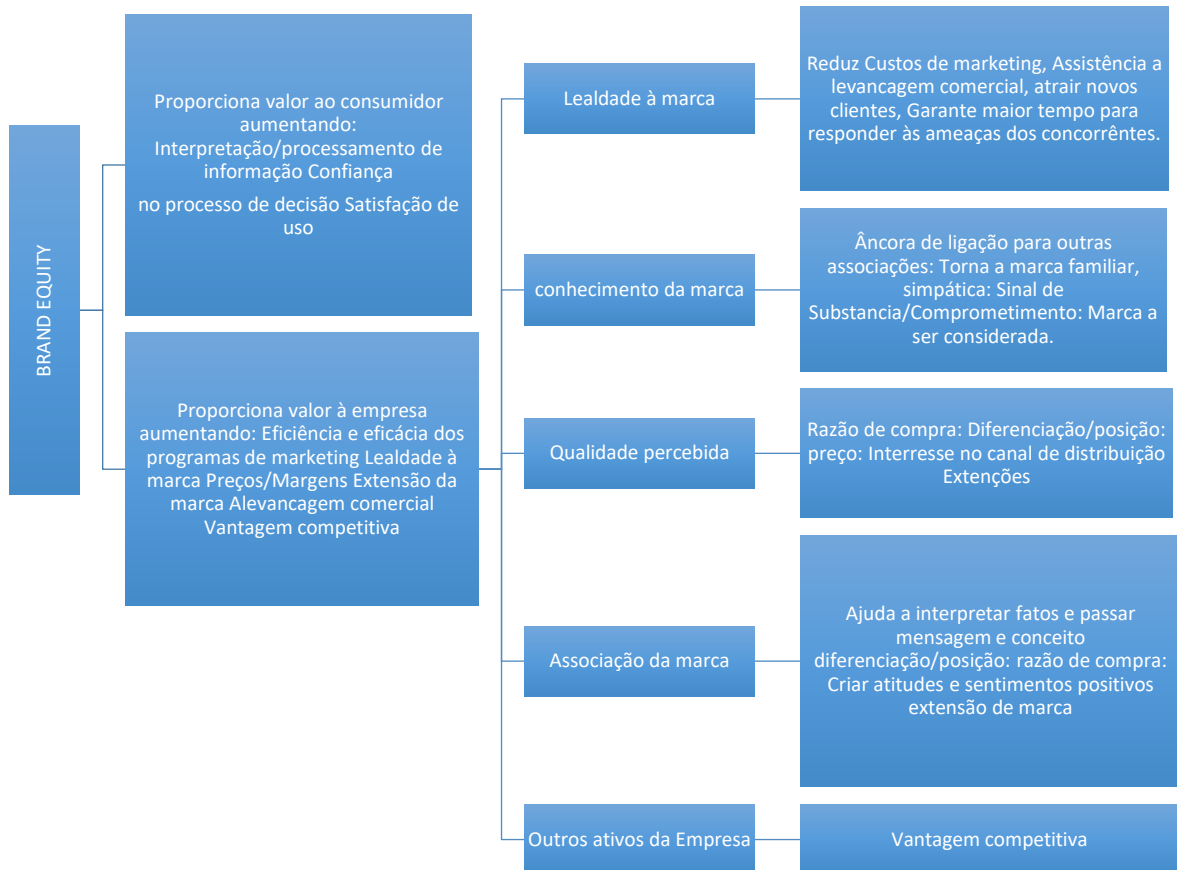 BRAND EQUITY
Proporciona valor ao consumidor
aumentando:
Interpretação/processamento de
informação Confiança
no processo de decisão Satisfação de
uso
Proporciona valor à empresa
aumentando: Eficiência e eficácia dos
programas de marketing Lealdade à
marca Preços/Margens Extensão da
marca Alevancagem comercial
Vantagem competitiva
Lealdade à marca
Reduz Custos de marketing, Assistência a
levancagem comercial, atrair novos
clientes, Garante maior tempo para
responder às ameaças dos concorrêntes.
conhecimento da marca
Âncora de ligação para outras
associações: Torna a marca familiar,
simpática: Sinal de
Substancia/Comprometimento: Marca a
ser considerada.
Qualidade percebida
Razão de compra: Diferenciação/posição:
preço: Interresse no canal de distribuição
Extenções
Associação da marca
Ajuda a interpretar fatos e passar
mensagem e conceito
diferenciação/posição: razão de compra:
Criar atitudes e sentimentos positivos
extensão de marca
Outros ativos da Empresa
Vantagem competitiva